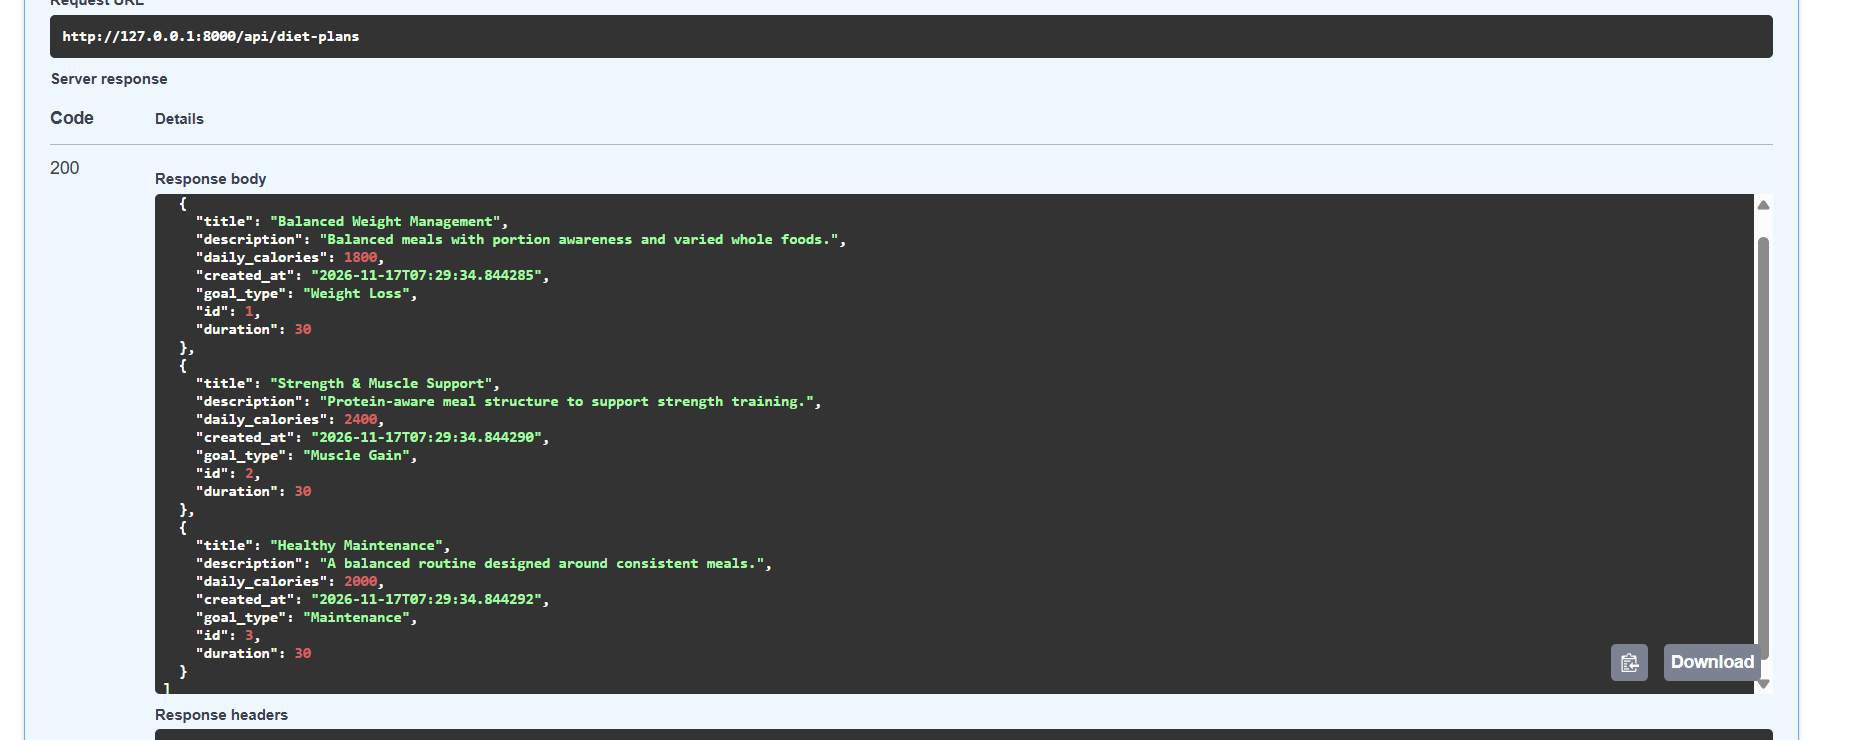 Request URL
http://127.0.0.1:8000/api/diet-plans
Server response
Code Details
200
Response body
{
"title": "Balanced Weight Management",
"description": "Balanced meals with portion awareness and varied whole foods.",
"daily_calories": 1800,
"created_at": "2026-11-17T07:29:34.844285",
"goal_type": "Weight Loss",
"id": 1,
"duration": 30
},
{
"title": "Strength & Muscle Support",
"description": "Protein-aware meal structure to support strength training.",
"daily_calories": 2400,
"created_at": "2026-11-17T07:29:34.844290",
"goal_type": "Muscle Gain",
"id": 2,
"duration": 30
},
{
"title": "Healthy Maintenance",
"description": "A balanced routine designed around consistent meals.",
"daily_calories": 2000,
"created_at": "2026-11-17T07:29:34.844292",
"goal_type": "Maintenance",
"id": 3,
"duration": 30
}
]
Download
Response headers